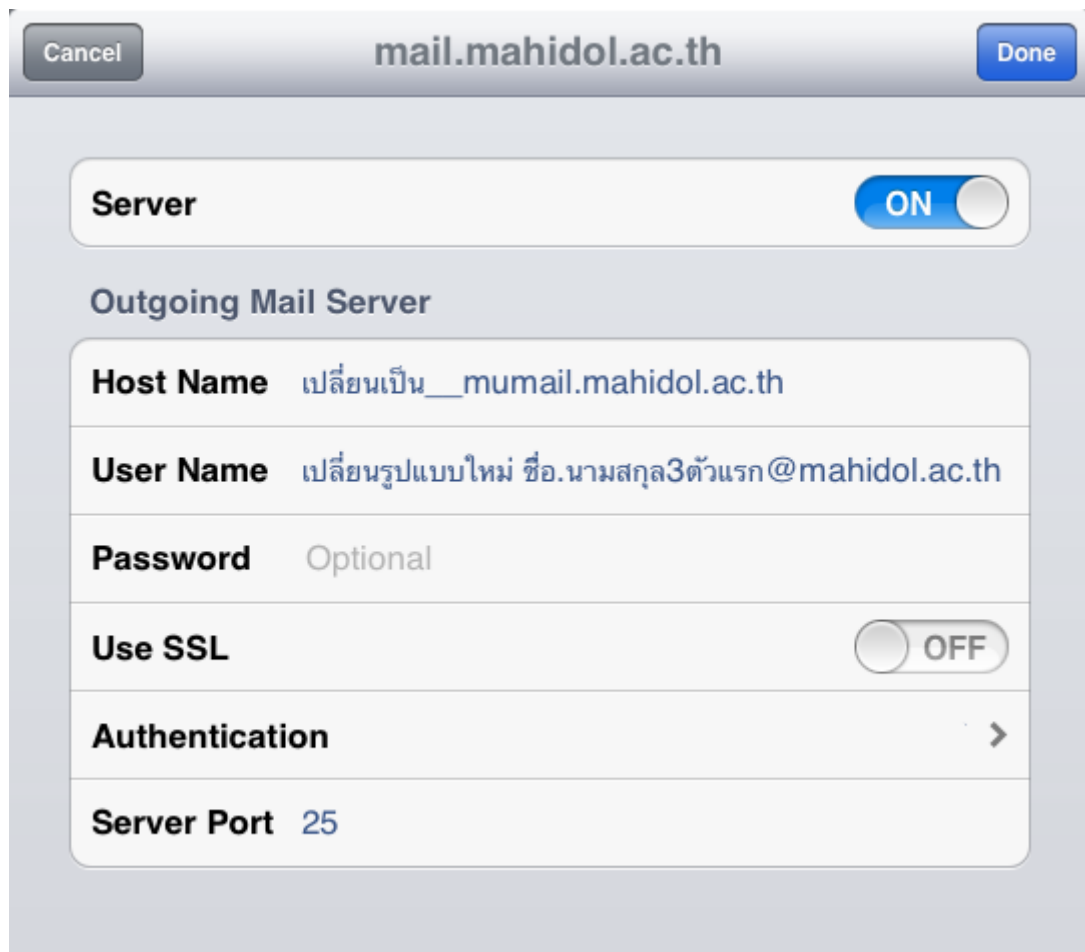 Cancel mail.mahidol.ac.th Done
Server ON
Outgoing Mail Server
Host Name เปลี่ยนเป็น__mumail.mahidol.ac.th
User Name เปลี่ยนรูปแบบใหม่ ชื่อ.นามสกุล3ตัวแรก@mahidol.ac.th
Password Optional
Use SSL OFF
Authentication
Server Port 25